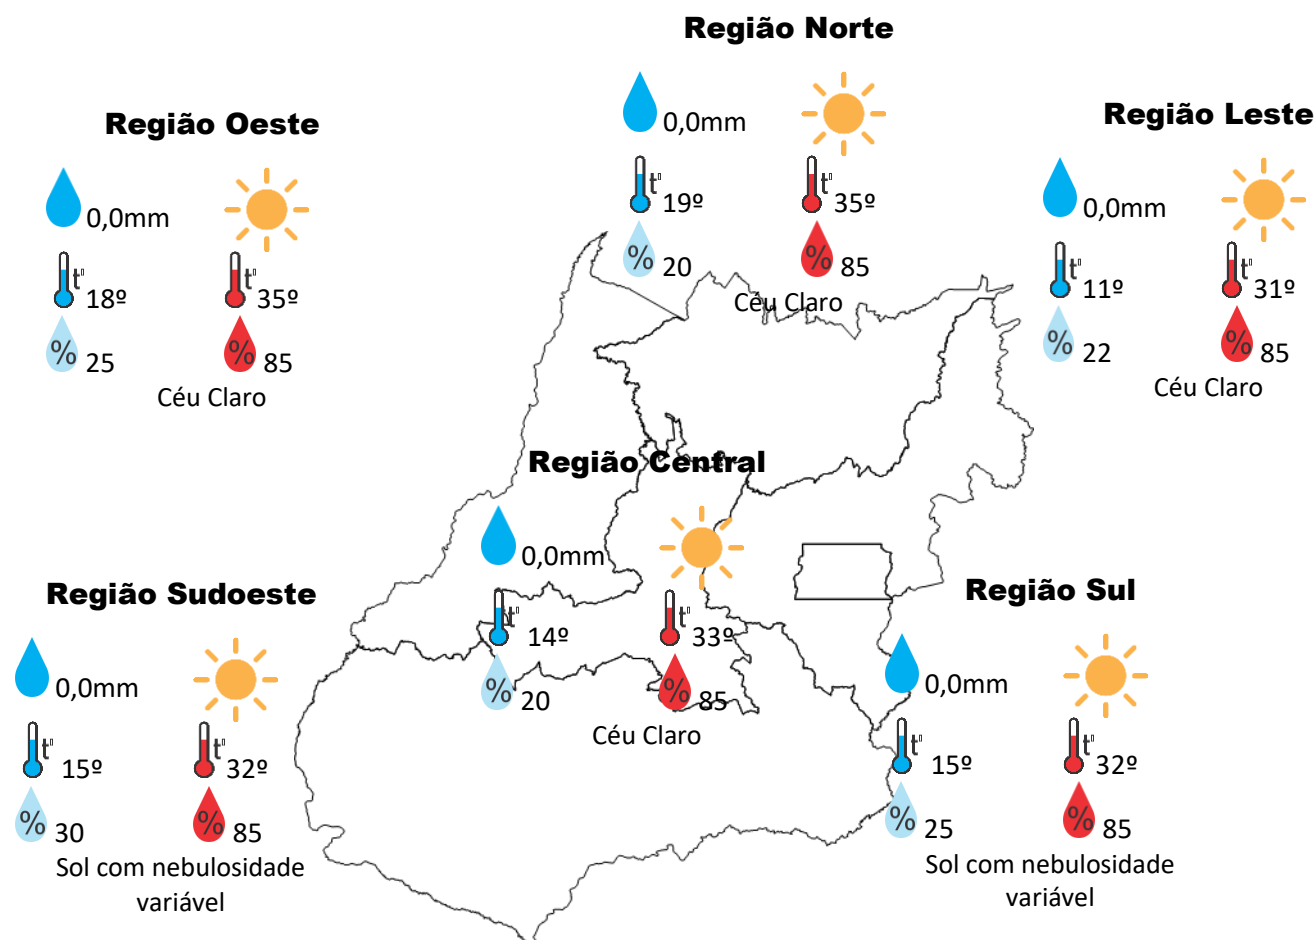 Região Norte
0,0mm
t°
19º
t°
35º
%
20
%
85
Céu Claro
Região Oeste
0,0mm
t°
18º
t°
35º
%
25
%
85
Céu Claro
Região Leste
0,0mm
t°
11º
t°
31º
%
22
%
85
Céu Claro
Região Central
0,0mm
t°
14º
t°
33º
%
20
%
85
Céu Claro
Região Sudoeste
0,0mm
t°
15º
t°
32º
%
30
%
85
Sol com nebulosidade
variável
Região Sul
0,0mm
t°
15º
t°
32º
%
25
%
85
Sol com nebulosidade
variável